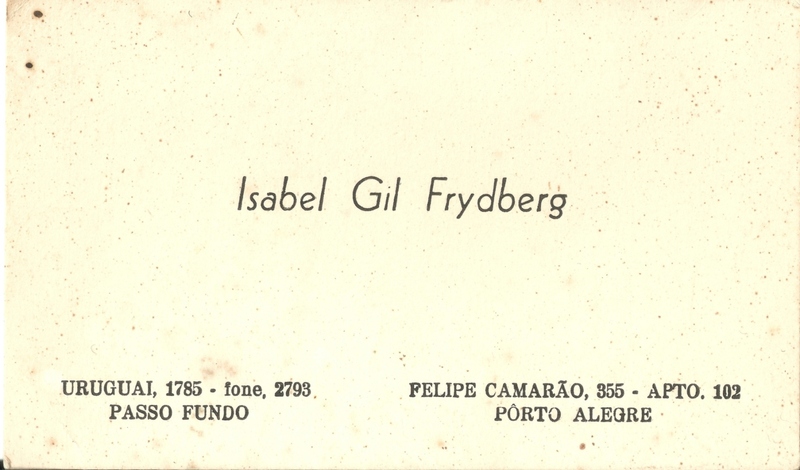 Isabel Gil Frydberg
URUGUAI, 1785 - fone, 2793
PASSO FUNDO
FELIPE CAMARÃO, 355 - APTO. 102
PÔRTO ALEGRE